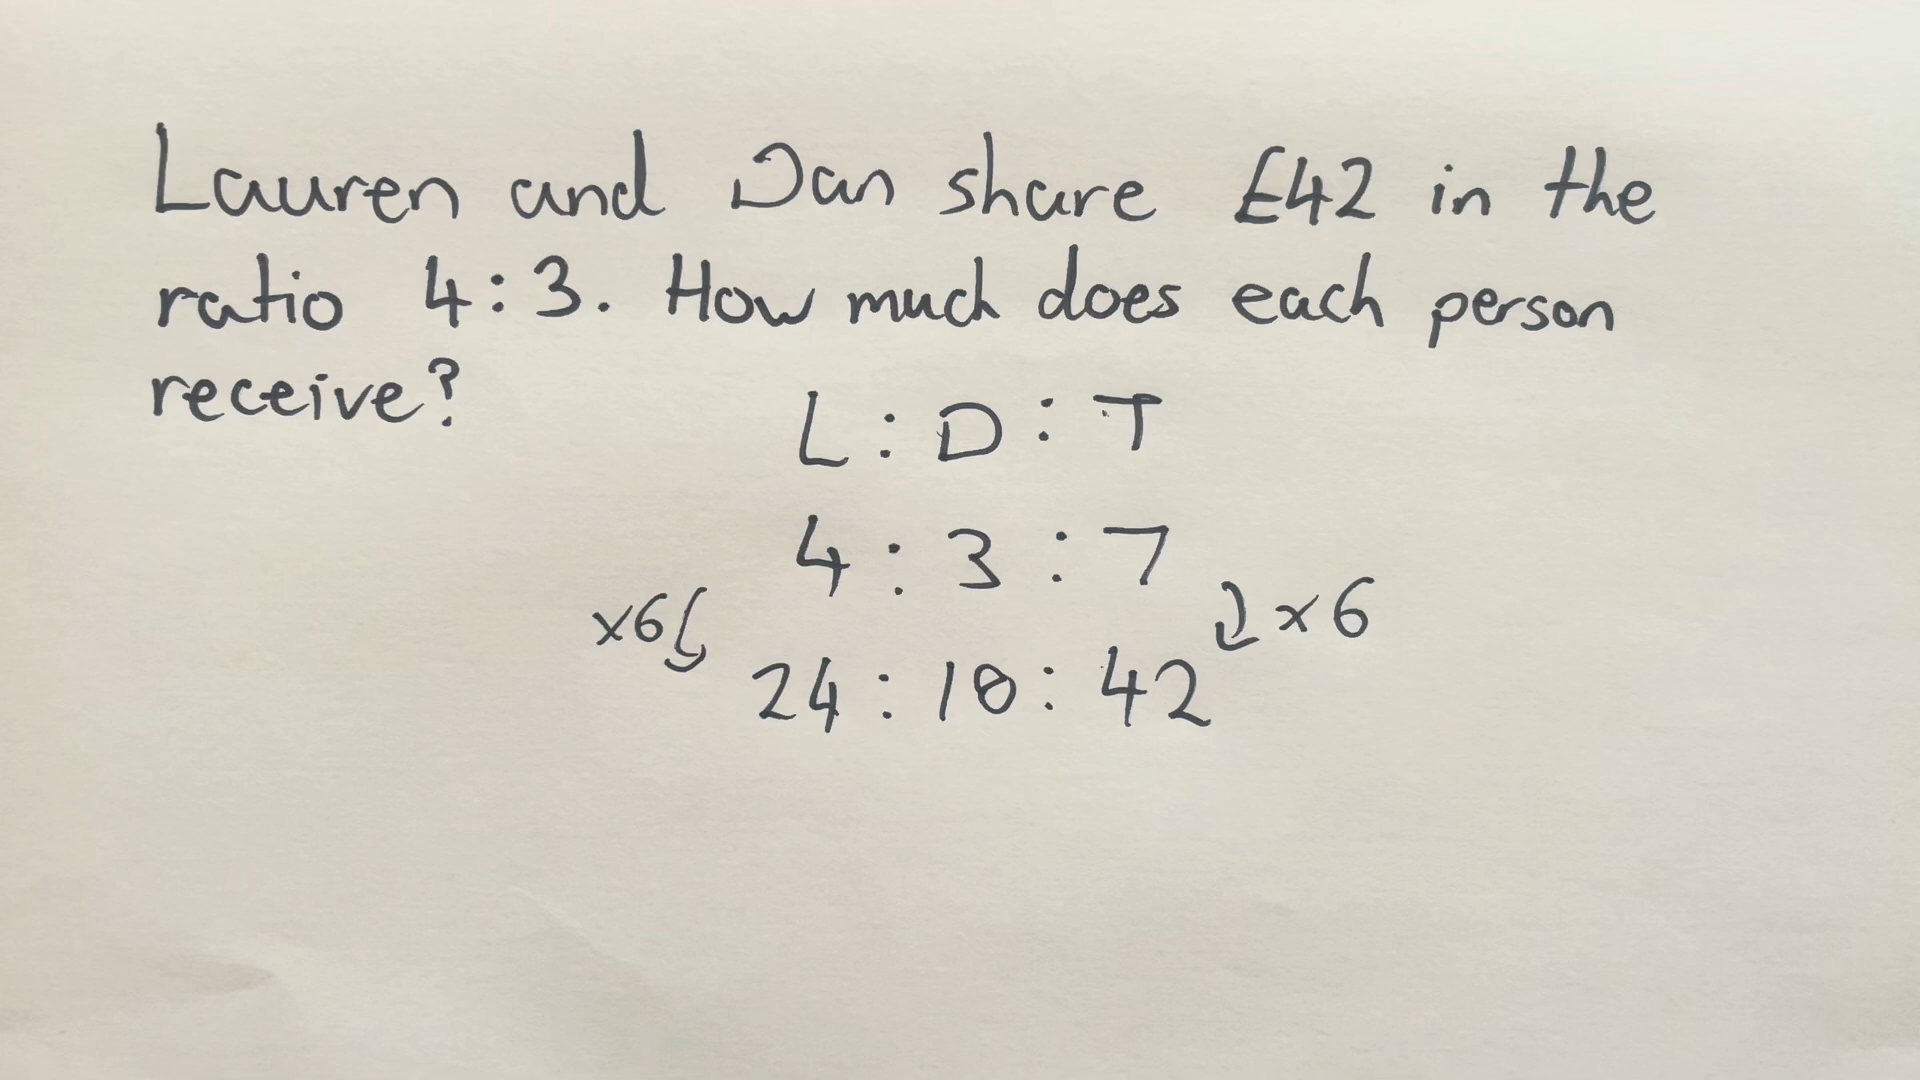 Lauren and Dan share £42 in the
ratio 4:3. How much does each person
receive?
L : D : T
4 : 3 : 7
×6 ×6
24 : 18 : 42